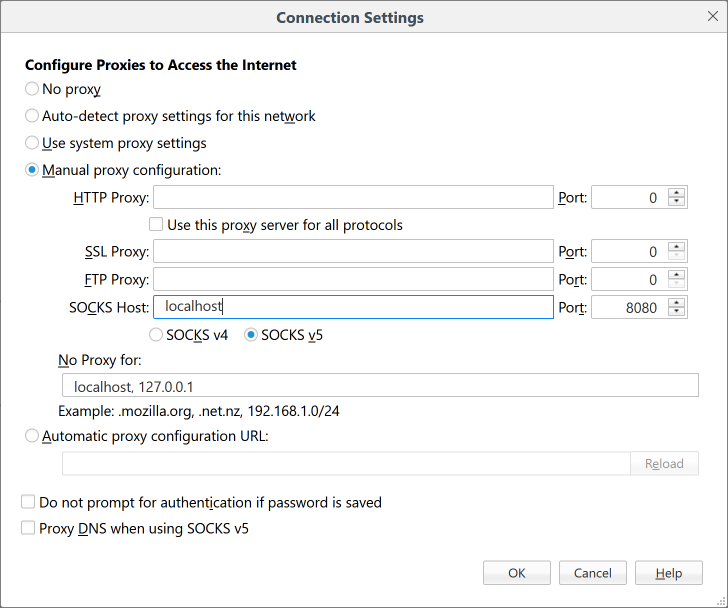 Connection Settings
Configure Proxies to Access the Internet
No proxy
Auto-detect proxy settings for this network
Use system proxy settings
Manual proxy configuration:
HTTP Proxy: Port: 0
Use this proxy server for all protocols
SSL Proxy: Port: 0
FTP Proxy: Port: 0
SOCKS Host: localhost Port: 8080
SOCKS v4 SOCKS v5
No Proxy for:
localhost, 127.0.0.1
Example: .mozilla.org, .net.nz, 192.168.1.0/24
Automatic proxy configuration URL:
Reload
Do not prompt for authentication if password is saved
Proxy DNS when using SOCKS v5
OK Cancel Help